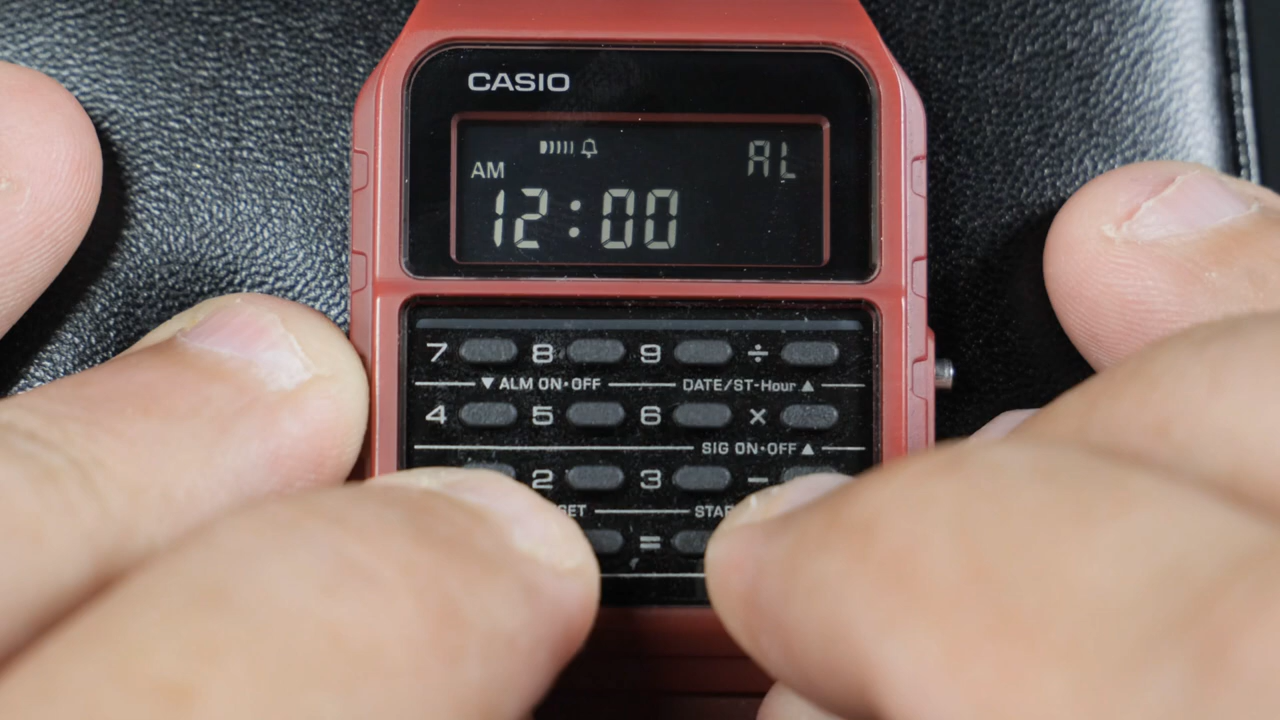 CASIO
AL
AM
12:00
7 8 9 ÷
▼ ALM ON·OFF DATE/ST-Hour ▲
4 5 6 ×
SIG ON·OFF ▲
2 3 −
=